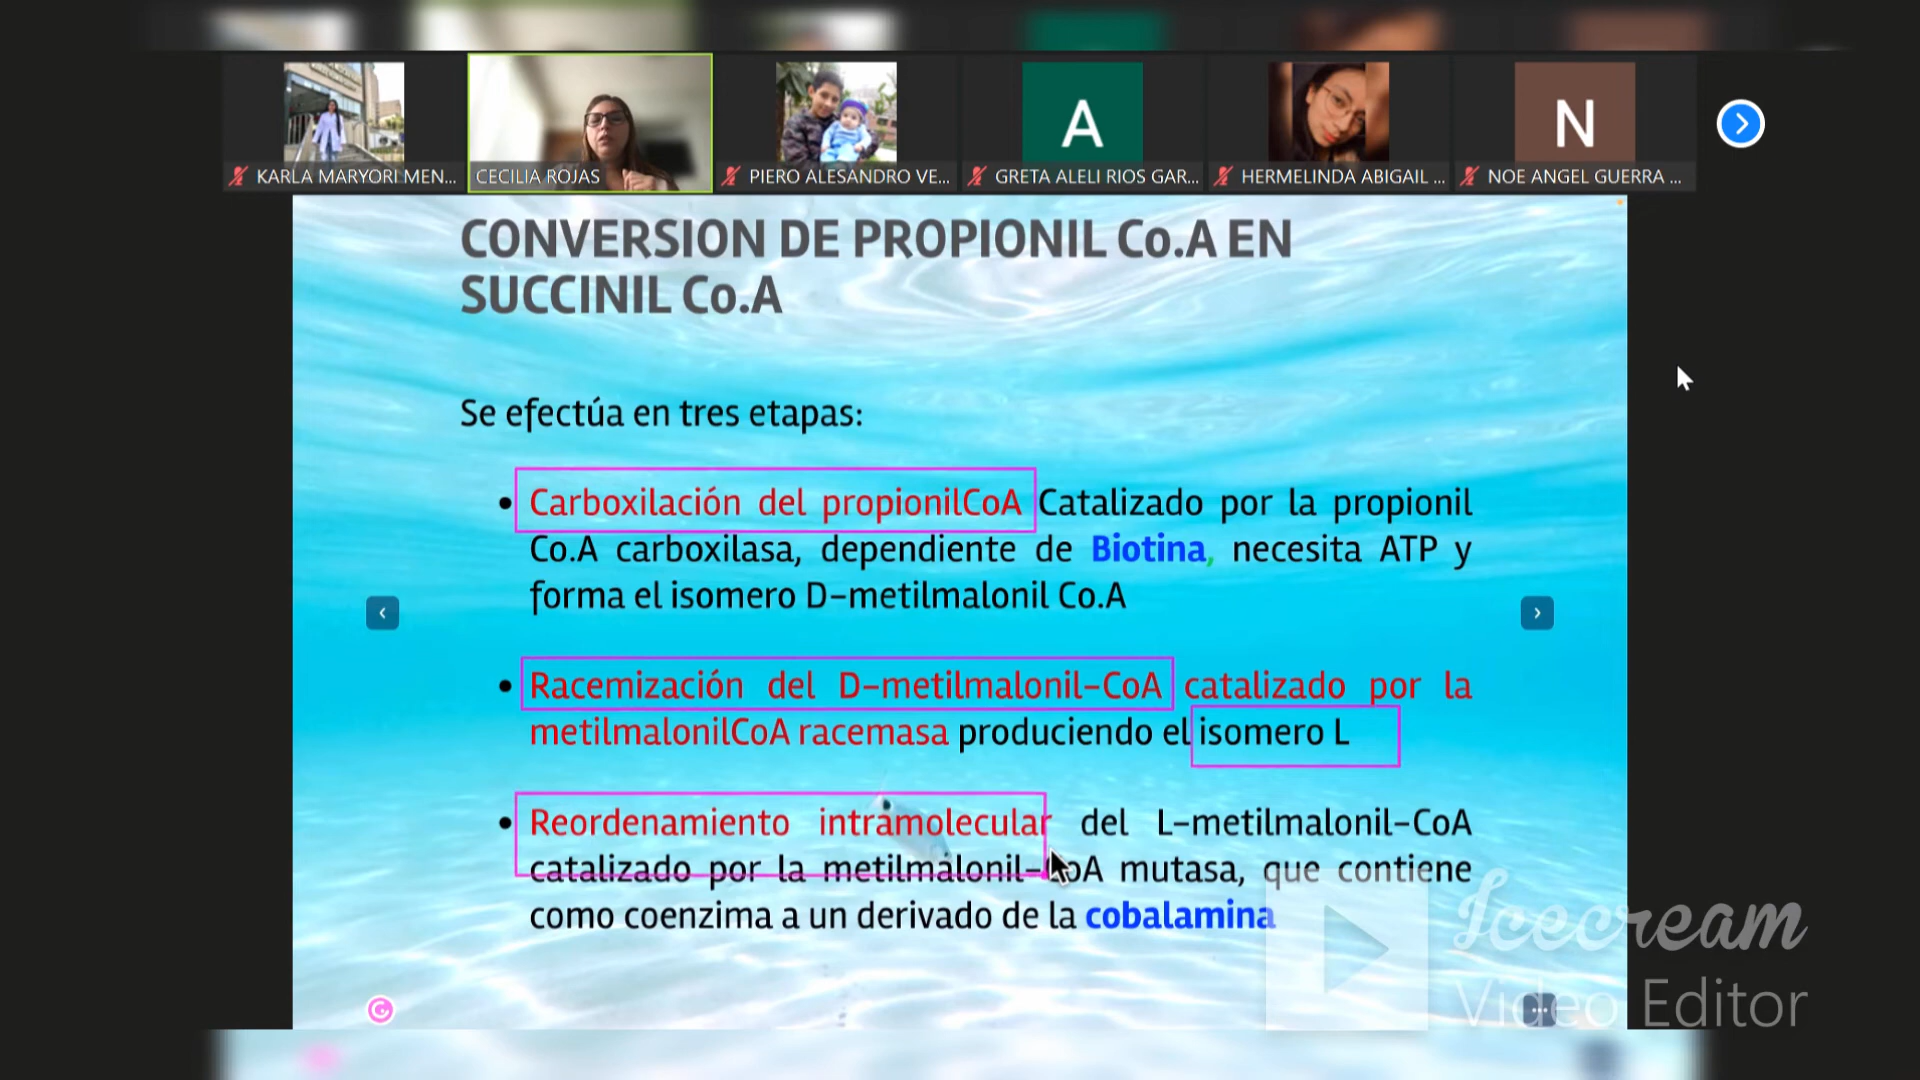 KARLA MARYORI MEN...
CECILIA ROJAS
PIERO ALESANDRO VE...
A
GRETA ALELI RIOS GAR...
HERMELINDA ABIGAIL ...
N
NOE ANGEL GUERRA ...
CONVERSION DE PROPIONIL Co.A EN
SUCCINIL Co.A
Se efectúa en tres etapas:
• Carboxilación del propionilCoA Catalizado por la propionil
Co.A carboxilasa, dependiente de Biotina, necesita ATP y
forma el isomero D-metilmalonil Co.A
• Racemización del D-metilmalonil-CoA catalizado por la
metilmalonilCoA racemasa produciendo el isomero L
• Reordenamiento intramolecular del L-metilmalonil-CoA
catalizado por la metilmalonil-CoA mutasa, que contiene
como coenzima a un derivado de la cobalamina
Icecream
Video Editor